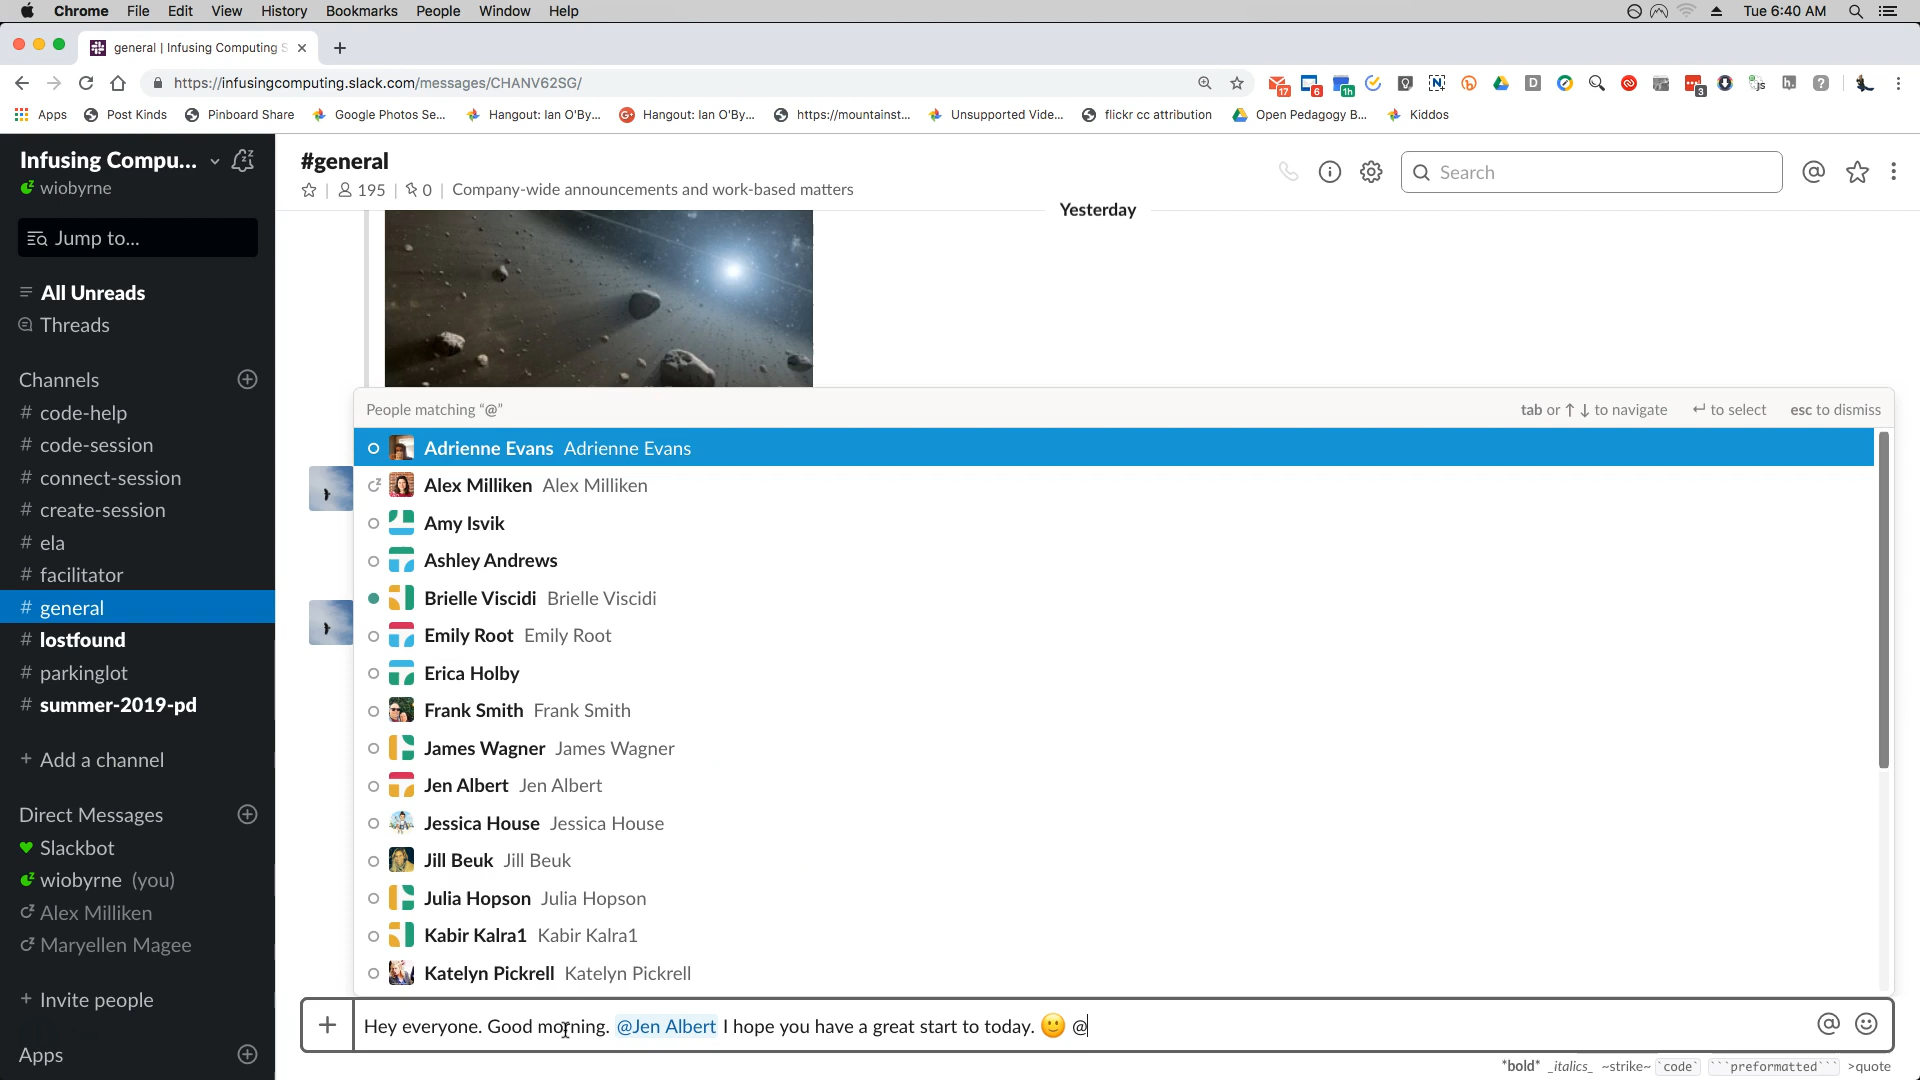 Chrome File Edit View History Bookmarks People Window Help Tue 6:40 AM
general | Infusing Computing S
https://infusingcomputing.slack.com/messages/CHANV62SG/ 17 6 1h 3
Apps Post Kinds Pinboard Share Google Photos Se... Hangout: Ian O'By... Hangout: Ian O'By... https://mountainst... Unsupported Vide... flickr cc attribution Open Pedagogy B... Kiddos
Infusing Compu...
wiobyrne
Jump to...
All Unreads
Threads
Channels
# code-help
# code-session
# connect-session
# create-session
# ela
# facilitator
# general
# lostfound
# parkinglot
# summer-2019-pd
+ Add a channel
Direct Messages
Slackbot
wiobyrne (you)
Alex Milliken
Maryellen Magee
+ Invite people
Apps
#general
195 | 0 | Company-wide announcements and work-based matters
Search
Yesterday
People matching “@” tab or ↑ ↓ to navigate ↵ to select esc to dismiss
Adrienne Evans Adrienne Evans
Alex Milliken Alex Milliken
Amy Isvik
Ashley Andrews
Brielle Viscidi Brielle Viscidi
Emily Root Emily Root
Erica Holby
Frank Smith Frank Smith
James Wagner James Wagner
Jen Albert Jen Albert
Jessica House Jessica House
Jill Beuk Jill Beuk
Julia Hopson Julia Hopson
Kabir Kalra1 Kabir Kalra1
Katelyn Pickrell Katelyn Pickrell
Hey everyone. Good morning. @Jen Albert I hope you have a great start to today. 🙂 @
*bold* _italics_ ~strike~ `code` ```preformatted``` >quote